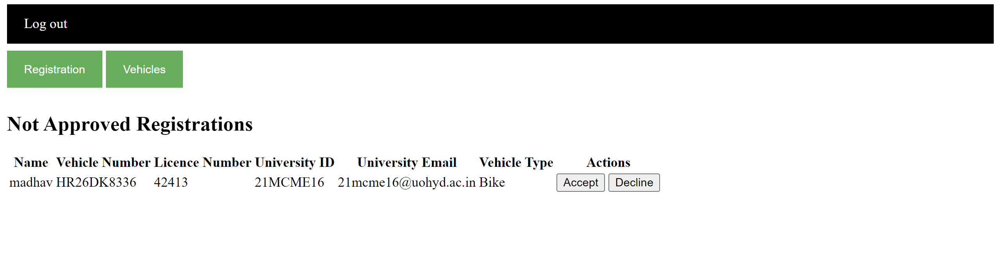 Log out
Registration Vehicles
Not Approved Registrations
Name Vehicle Number Licence Number University ID University Email Vehicle Type Actions
madhav HR26DK8336 42413 21MCME16 21mcme16@uohyd.ac.in Bike Accept Decline